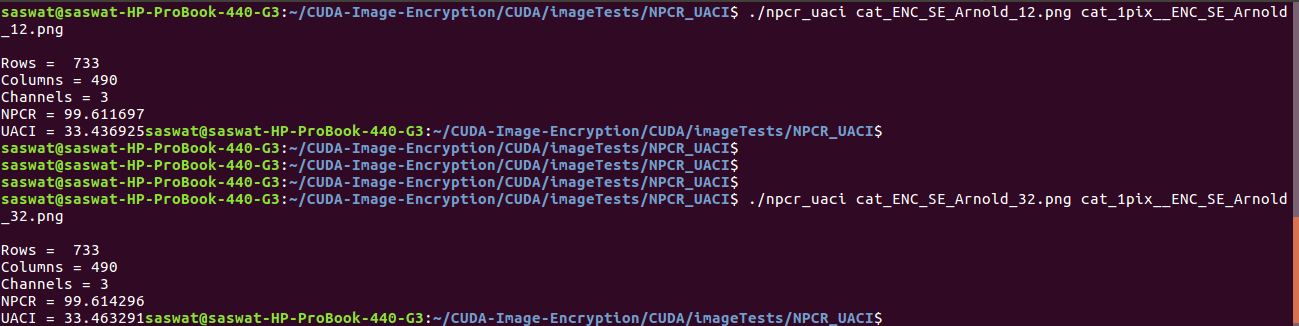 saswat@saswat-HP-ProBook-440-G3:~/CUDA-Image-Encryption/CUDA/imageTests/NPCR_UACI$ ./npcr_uaci cat_ENC_SE_Arnold_12.png cat_1pix__ENC_SE_Arnold
_12.png
Rows =  733
Columns = 490
Channels = 3
NPCR = 99.611697
UACI = 33.436925saswat@saswat-HP-ProBook-440-G3:~/CUDA-Image-Encryption/CUDA/imageTests/NPCR_UACI$
saswat@saswat-HP-ProBook-440-G3:~/CUDA-Image-Encryption/CUDA/imageTests/NPCR_UACI$
saswat@saswat-HP-ProBook-440-G3:~/CUDA-Image-Encryption/CUDA/imageTests/NPCR_UACI$
saswat@saswat-HP-ProBook-440-G3:~/CUDA-Image-Encryption/CUDA/imageTests/NPCR_UACI$
saswat@saswat-HP-ProBook-440-G3:~/CUDA-Image-Encryption/CUDA/imageTests/NPCR_UACI$ ./npcr_uaci cat_ENC_SE_Arnold_32.png cat_1pix__ENC_SE_Arnold
_32.png
Rows =  733
Columns = 490
Channels = 3
NPCR = 99.614296
UACI = 33.463291saswat@saswat-HP-ProBook-440-G3:~/CUDA-Image-Encryption/CUDA/imageTests/NPCR_UACI$